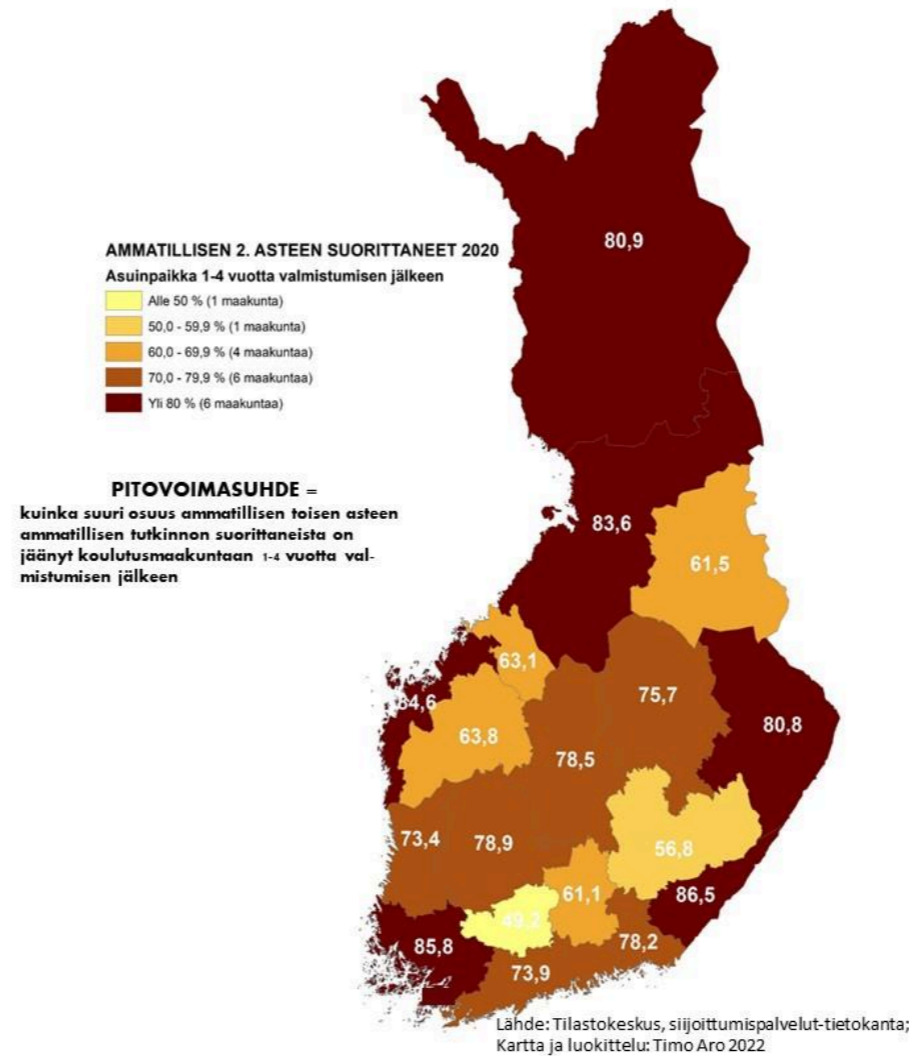 AMMATILLISEN 2. ASTEEN SUORITTANEET 2020
Asuinpaikka 1-4 vuotta valmistumisen jälkeen
Alle 50 % (1 maakunta)
50,0 - 59,9 % (1 maakunta)
60,0 - 69,9 % (4 maakuntaa)
70,0 - 79,9 % (6 maakuntaa)
Yli 80 % (6 maakuntaa)
PITOVOIMASUHDE =
kuinka suuri osuus ammatillisen toisen asteen
ammatillisen tutkinnon suorittaneista on
jäänyt koulutusmaakuntaan 1-4 vuotta val-
mistumisen jälkeen
80,9
83,6
61,5
63,1
75,7
84,6
80,8
63,8
78,5
73,4
78,9
56,8
61,1
86,5
49,2
78,2
85,8
73,9
Lähde: Tilastokeskus, siijoittumispalvelut-tietokanta;
Kartta ja luokittelu: Timo Aro 2022